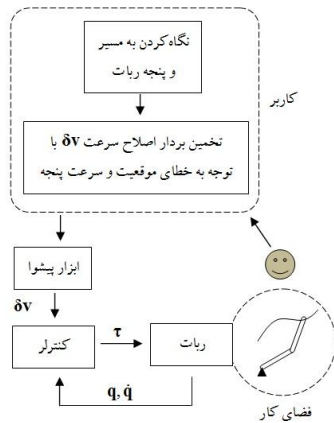 نگاه کردن به مسیر
و پنجه ربات
کاربر
تخمین بردار اصلاح سرعت δv با
توجه به خطای موقعیت و سرعت پنجه
ابزار پیشوا
δv
کنترلر
τ
ربات
q, q̇
فضای کار